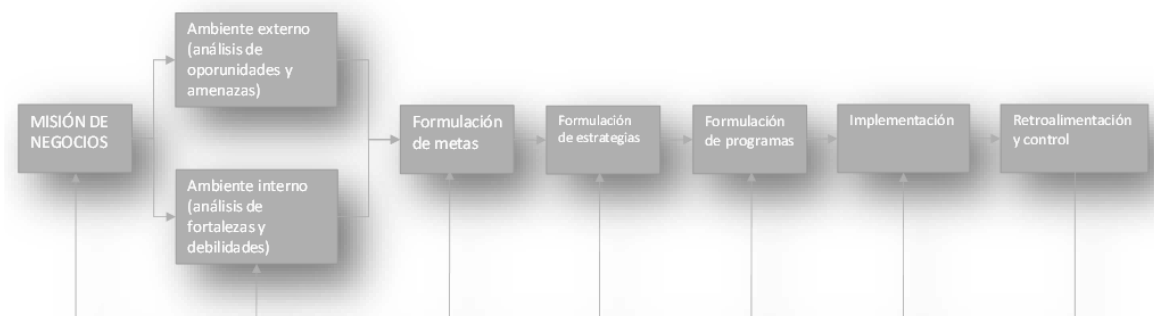 MISIÓN DE
NEGOCIOS
Ambiente externo
(análisis de
oporunidades y
amenazas)
Ambiente interno
(análisis de
fortalezas y
debilidades)
Formulación
de metas
Formulación
de estrategias
Formulación
de programas
Implementación
Retroalimentación
y control